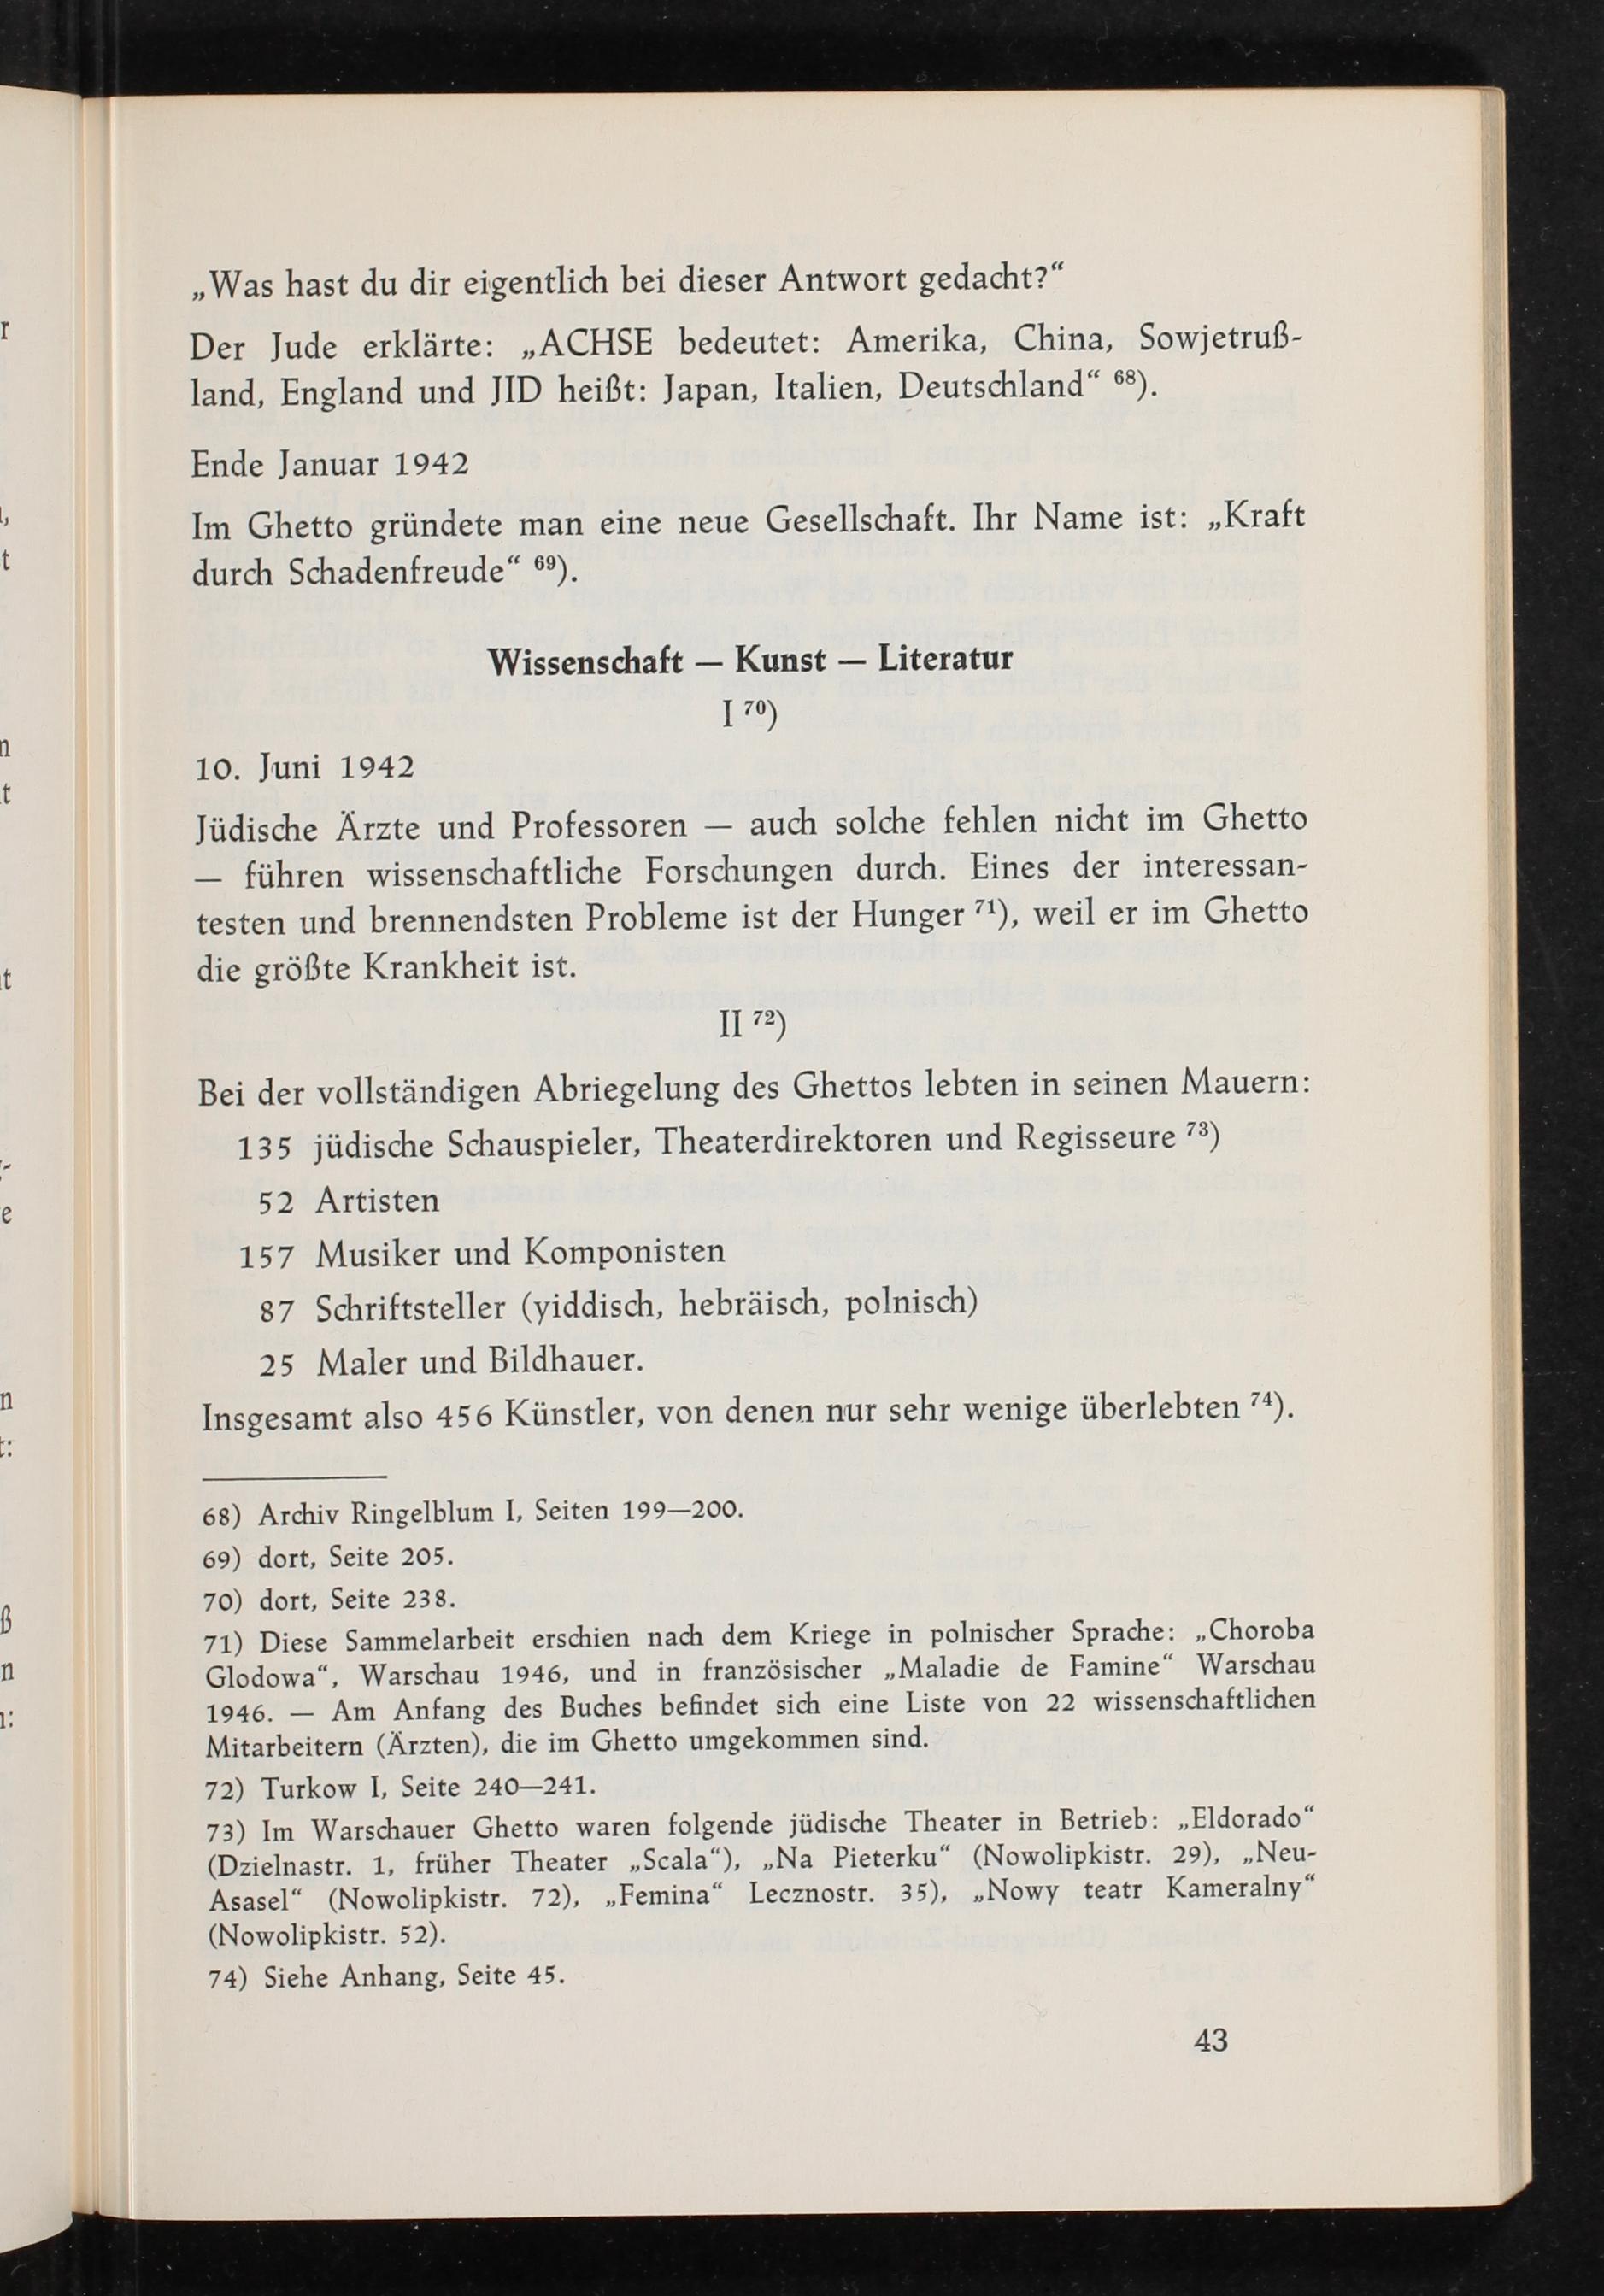 „Was hast du dir eigentlich bei dieser Antwort gedacht?“
Der Jude erklärte: „ACHSE bedeutet: Amerika, China, Sowjetruß-
land, England und JID heißt: Japan, Italien, Deutschland“ ⁶⁸).
Ende Januar 1942
Im Ghetto gründete man eine neue Gesellschaft. Ihr Name ist: „Kraft
durch Schadenfreude“ ⁶⁹).
Wissenschaft — Kunst — Literatur
I ⁷⁰)
10. Juni 1942
Jüdische Ärzte und Professoren — auch solche fehlen nicht im Ghetto
— führen wissenschaftliche Forschungen durch. Eines der interessan-
testen und brennendsten Probleme ist der Hunger ⁷¹), weil er im Ghetto
die größte Krankheit ist.
II ⁷²)
Bei der vollständigen Abriegelung des Ghettos lebten in seinen Mauern:
135 jüdische Schauspieler, Theaterdirektoren und Regisseure ⁷³)
52 Artisten
157 Musiker und Komponisten
87 Schriftsteller (yiddisch, hebräisch, polnisch)
25 Maler und Bildhauer.
Insgesamt also 456 Künstler, von denen nur sehr wenige überlebten ⁷⁴).
68) Archiv Ringelblum I, Seiten 199—200.
69) dort, Seite 205.
70) dort, Seite 238.
71) Diese Sammelarbeit erschien nach dem Kriege in polnischer Sprache: „Choroba
Glodowa“, Warschau 1946, und in französischer „Maladie de Famine“ Warschau
1946. — Am Anfang des Buches befindet sich eine Liste von 22 wissenschaftlichen
Mitarbeitern (Ärzten), die im Ghetto umgekommen sind.
72) Turkow I, Seite 240—241.
73) Im Warschauer Ghetto waren folgende jüdische Theater in Betrieb: „Eldorado“
(Dzielnastr. 1, früher Theater „Scala“), „Na Pieterku“ (Nowolipkistr. 29), „Neu-
Asasel“ (Nowolipkistr. 72), „Femina“ Lecznostr. 35), „Nowy teatr Kameralny“
(Nowolipkistr. 52).
74) Siehe Anhang, Seite 45.
43